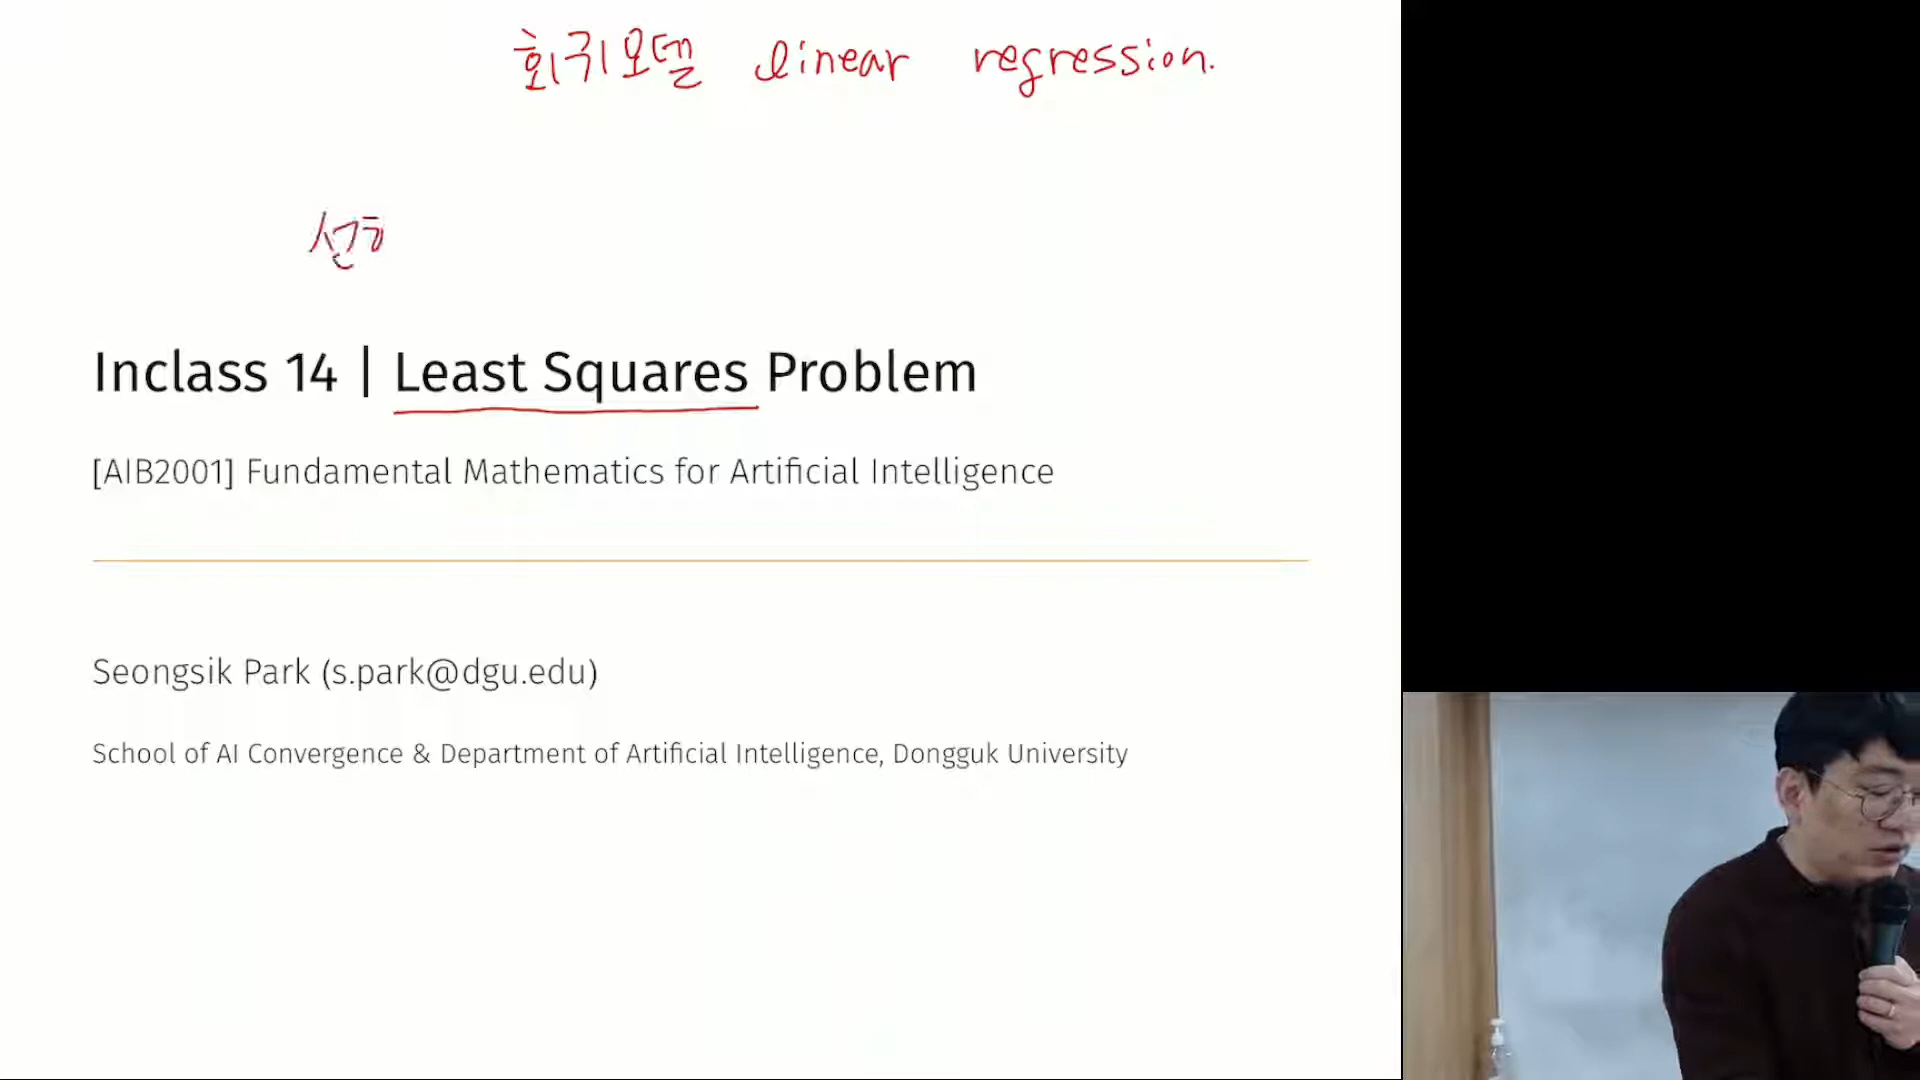 회귀모델 linear regression.
선ㅎ
Inclass 14 | Least Squares Problem
[AIB2001] Fundamental Mathematics for Artificial Intelligence
Seongsik Park (s.park@dgu.edu)
School of AI Convergence & Department of Artificial Intelligence, Dongguk University